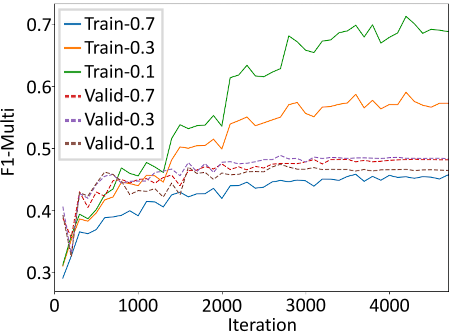 0.7
0.6
0.5
0.4
0.3
F1-Multi
Train-0.7
Train-0.3
Train-0.1
Valid-0.7
Valid-0.3
Valid-0.1
0 1000 2000 3000 4000
Iteration